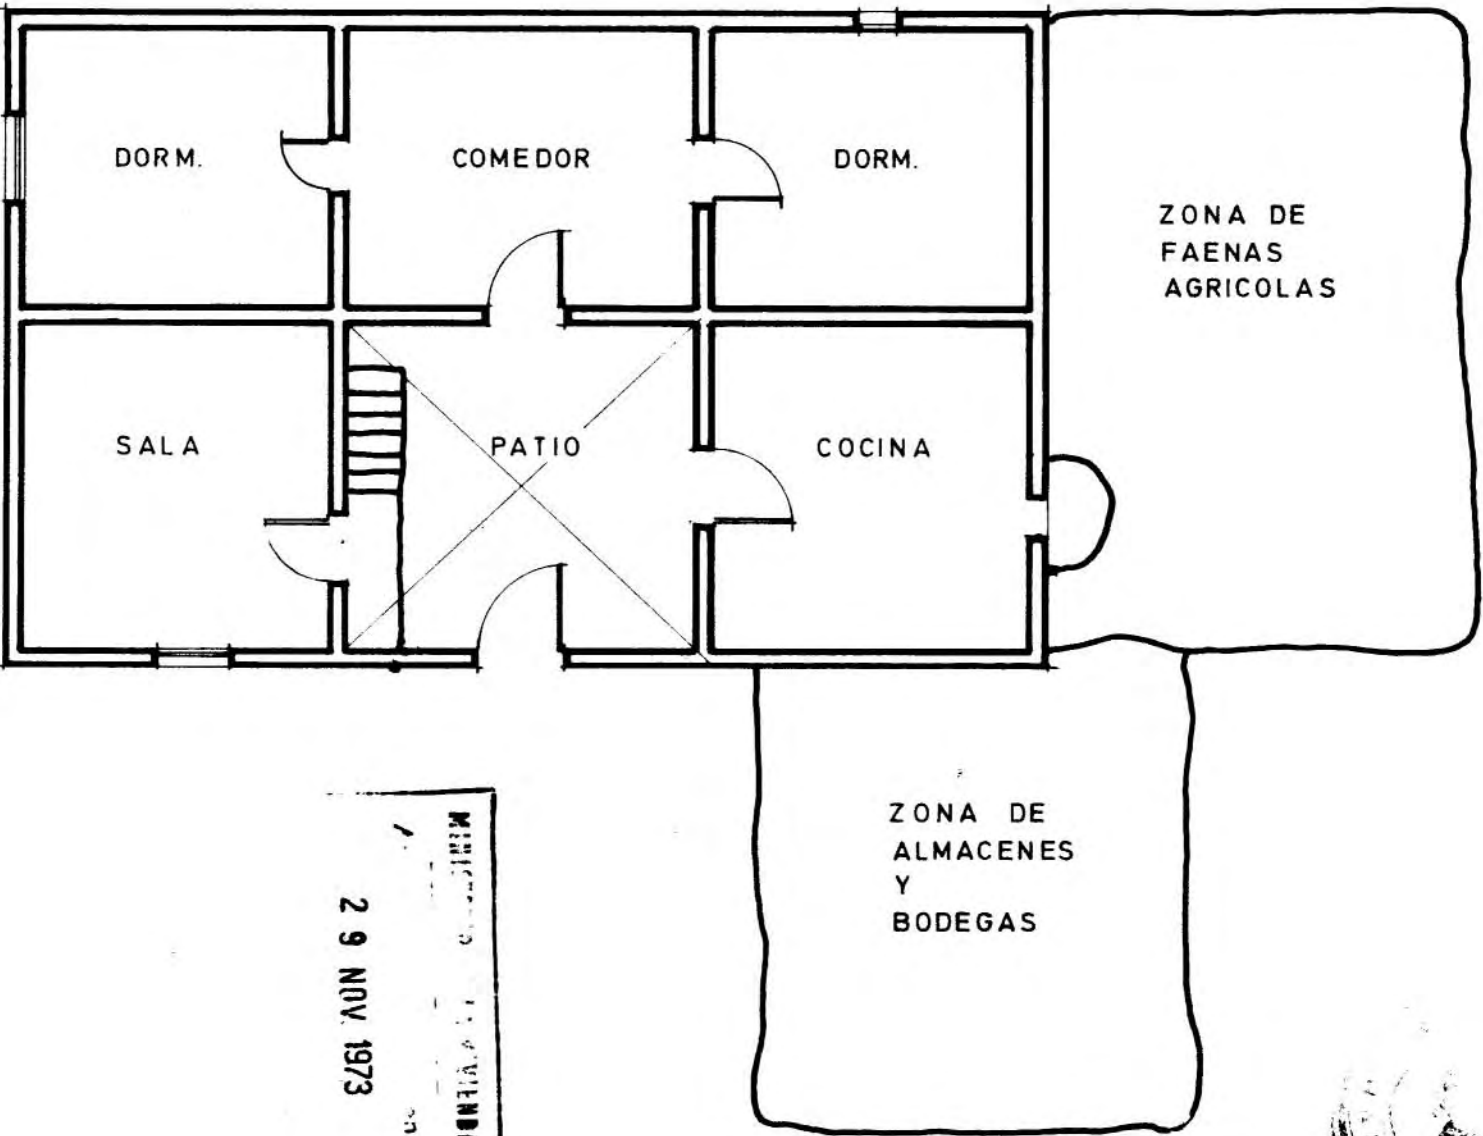 DORM.
COMEDOR
DORM.
ZONA DE
FAENAS
AGRICOLAS
SALA
PATIO
COCINA
ZONA DE
ALMACENES
Y
BODEGAS
29 NOV. 1973